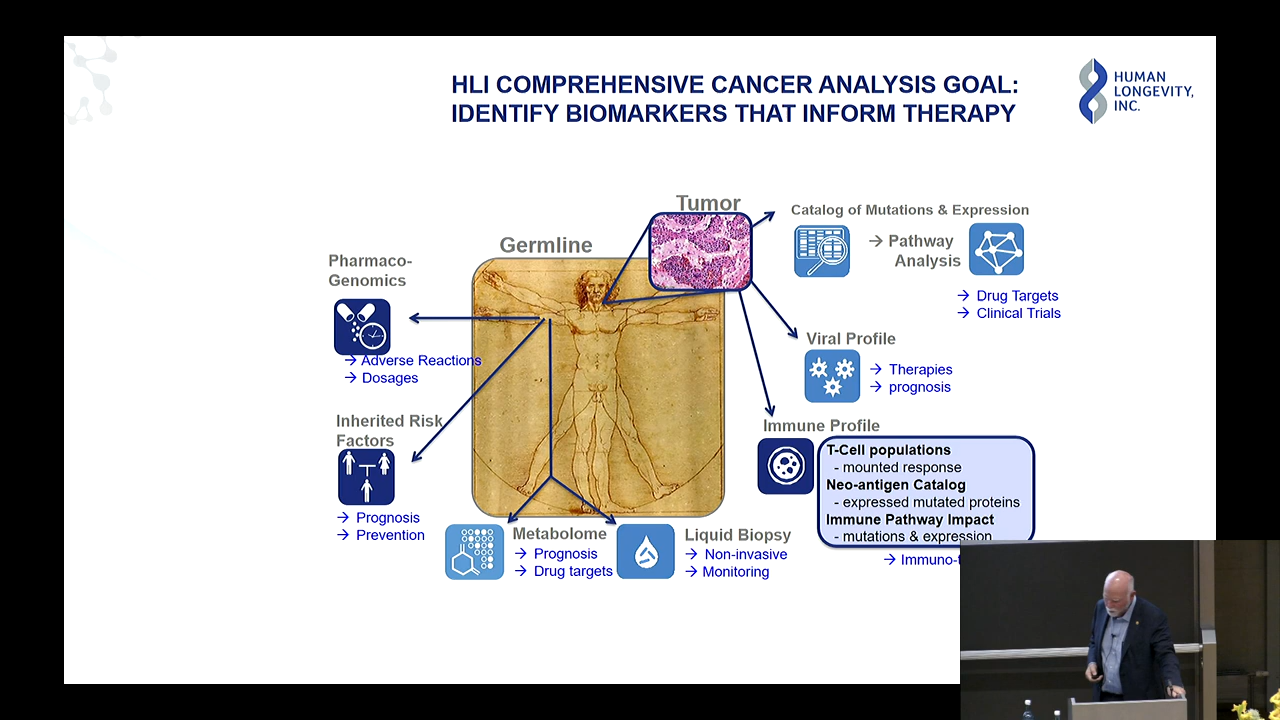 HLI COMPREHENSIVE CANCER ANALYSIS GOAL:
IDENTIFY BIOMARKERS THAT INFORM THERAPY
HUMAN
LONGEVITY,
INC.
Tumor
Germline
Catalog of Mutations & Expression
→ Pathway
Analysis
→ Drug Targets
→ Clinical Trials
Pharmaco-
Genomics
→ Adverse Reactions
→ Dosages
Viral Profile
→ Therapies
→ prognosis
Inherited Risk
Factors
→ Prognosis
→ Prevention
Immune Profile
T-Cell populations
- mounted response
Neo-antigen Catalog
- expressed mutated proteins
Immune Pathway Impact
- mutations & expression
Metabolome
→ Prognosis
→ Drug targets
Liquid Biopsy
→ Non-invasive
→ Monitoring
→ Immuno-